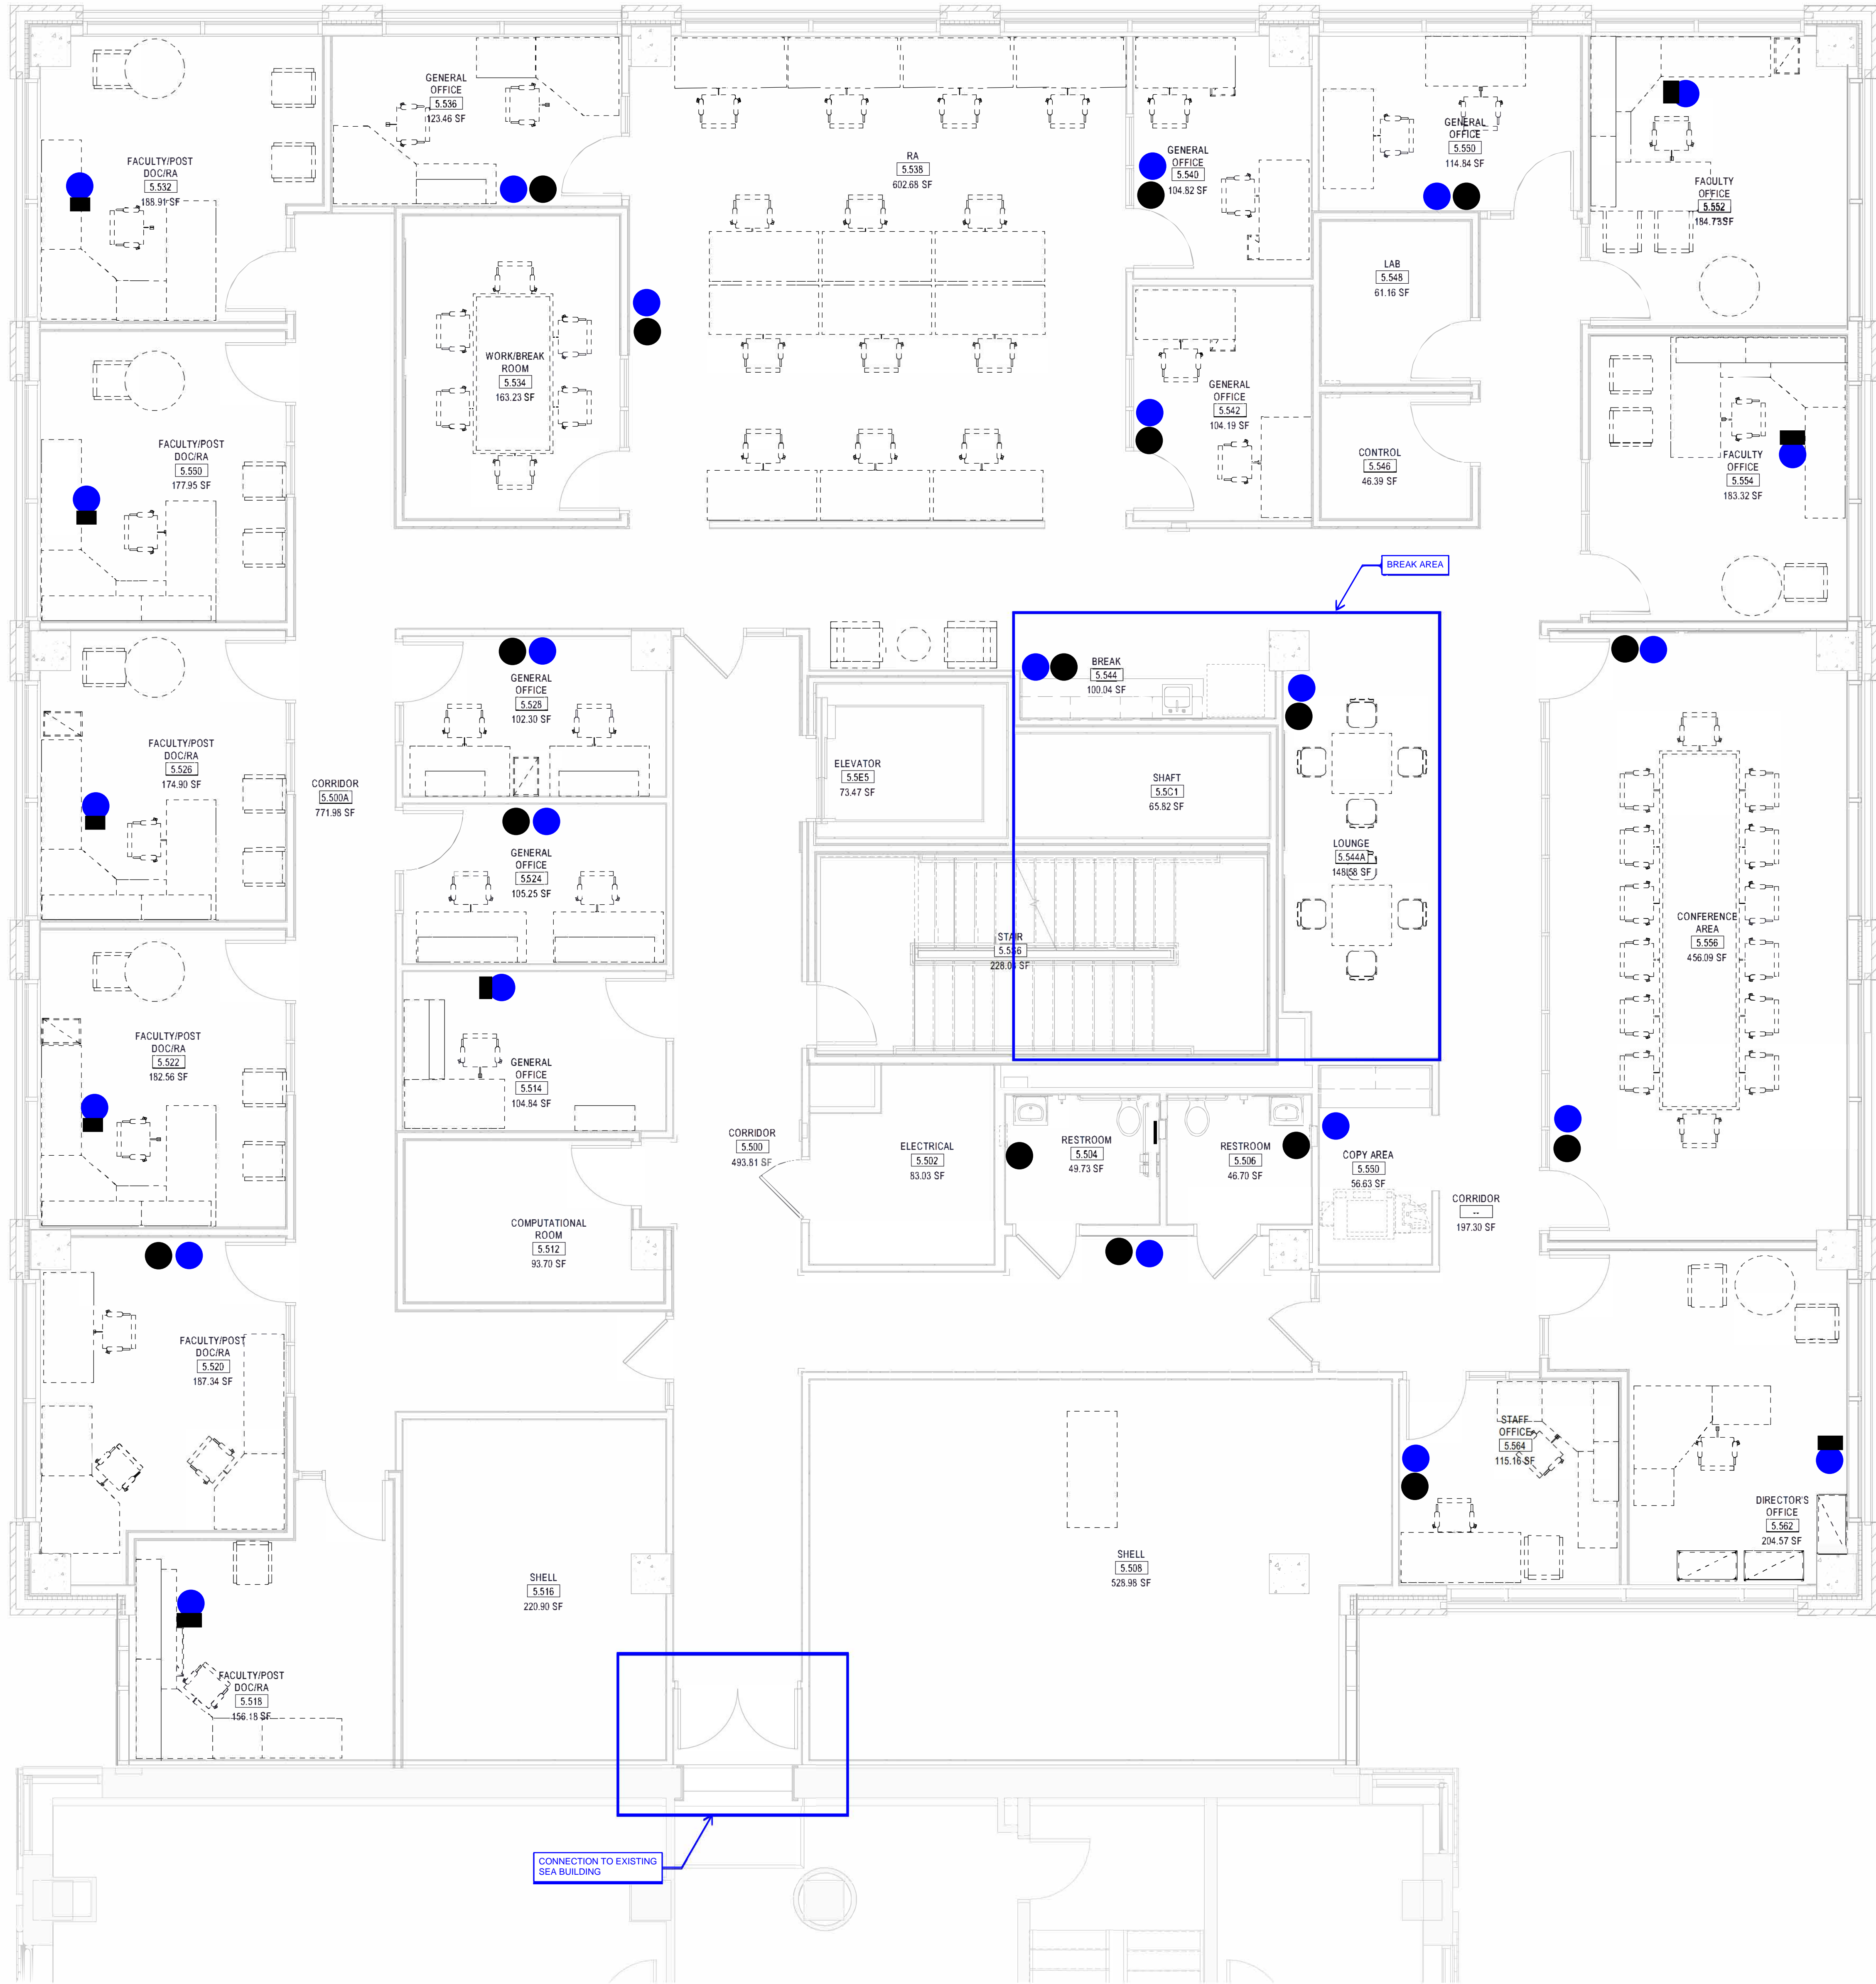 GENERAL
OFFICE
5.536
123.46 SF
FACULTY/POST
DOC/RA
5.532
188.91 SF
RA
5.538
602.68 SF
GENERAL
OFFICE
5.540
104.82 SF
GENERAL
OFFICE
5.550
114.84 SF
FACULTY
OFFICE
5.552
184.73 SF
LAB
5.548
61.16 SF
WORK/BREAK
ROOM
5.534
163.23 SF
GENERAL
OFFICE
5.542
104.19 SF
CONTROL
5.546
46.39 SF
FACULTY
OFFICE
5.554
183.32 SF
FACULTY/POST
DOC/RA
5.530
177.95 SF
BREAK AREA
GENERAL
OFFICE
5.528
102.30 SF
BREAK
5.544
100.04 SF
FACULTY/POST
DOC/RA
5.526
174.90 SF
CORRIDOR
5.500A
771.98 SF
ELEVATOR
5.5E5
73.47 SF
SHAFT
5.5C1
65.82 SF
LOUNGE
5.544A
148.58 SF
GENERAL
OFFICE
5.524
105.25 SF
STAIR
5.5S6
SF
CONFERENCE
AREA
5.556
456.09 SF
FACULTY/POST
DOC/RA
5.522
182.56 SF
GENERAL
OFFICE
5.514
104.84 SF
CORRIDOR
5.500
493.81 SF
ELECTRICAL
5.502
83.03 SF
RESTROOM
5.504
49.73 SF
RESTROOM
5.506
46.70 SF
COPY AREA
5.560
56.63 SF
CORRIDOR
--
197.30 SF
COMPUTATIONAL
ROOM
5.512
93.70 SF
FACULTY/POST
DOC/RA
5.520
187.34 SF
STAFF
OFFICE
5.564
115.16 SF
DIRECTOR'S
OFFICE
5.562
204.57 SF
SHELL
5.516
220.90 SF
SHELL
5.508
528.98 SF
FACULTY/POST
DOC/RA
5.518
156.18 SF
CONNECTION TO EXISTING
SEA BUILDING